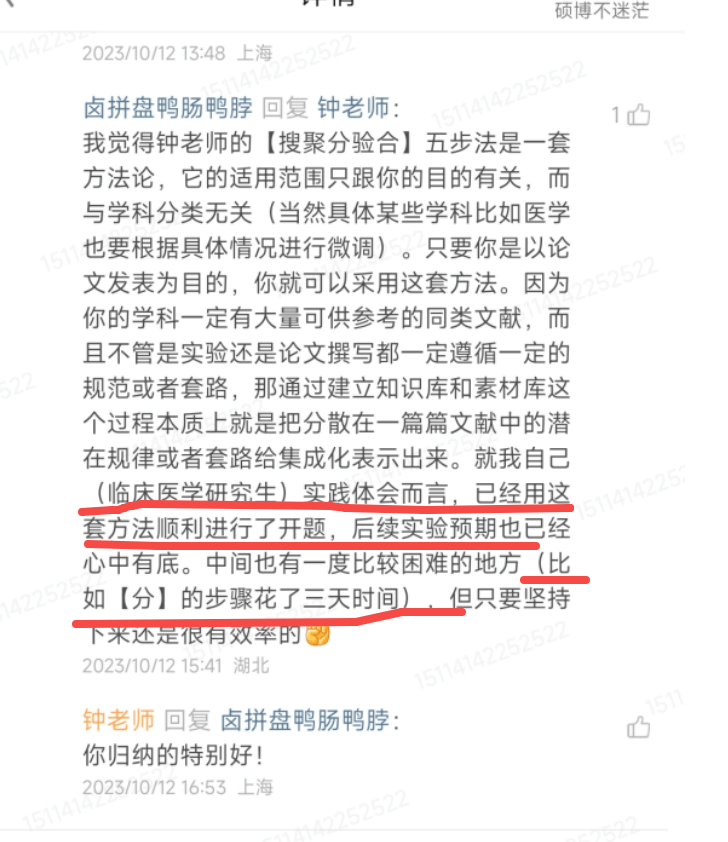 详情
硕博不迷茫
2023/10/12 13:48 上海
卤拼盘鸭肠鸭脖 回复 钟老师:
1
我觉得钟老师的【搜聚分验合】五步法是一套
方法论，它的适用范围只跟你的目的有关，而
与学科分类无关（当然具体某些学科比如医学
也要根据具体情况进行微调）。只要你是以论
文发表为目的，你就可以采用这套方法。因为
你的学科一定有大量可供参考的同类文献，而
且不管是实验还是论文撰写都一定遵循一定的
规范或者套路，那通过建立知识库和素材库这
个过程本质上就是把分散在一篇篇文献中的潜
在规律或者套路给集成化表示出来。就我自己
（临床医学研究生）实践体会而言，已经用这
套方法顺利进行了开题，后续实验预期也已经
心中有底。中间也有一度比较困难的地方（比
如【分】的步骤花了三天时间），但只要坚持
下来还是很有效率的✊
2023/10/12 15:41 湖北
钟老师 回复 卤拼盘鸭肠鸭脖:
你归纳的特别好！
2023/10/12 16:53 上海
15114142252522